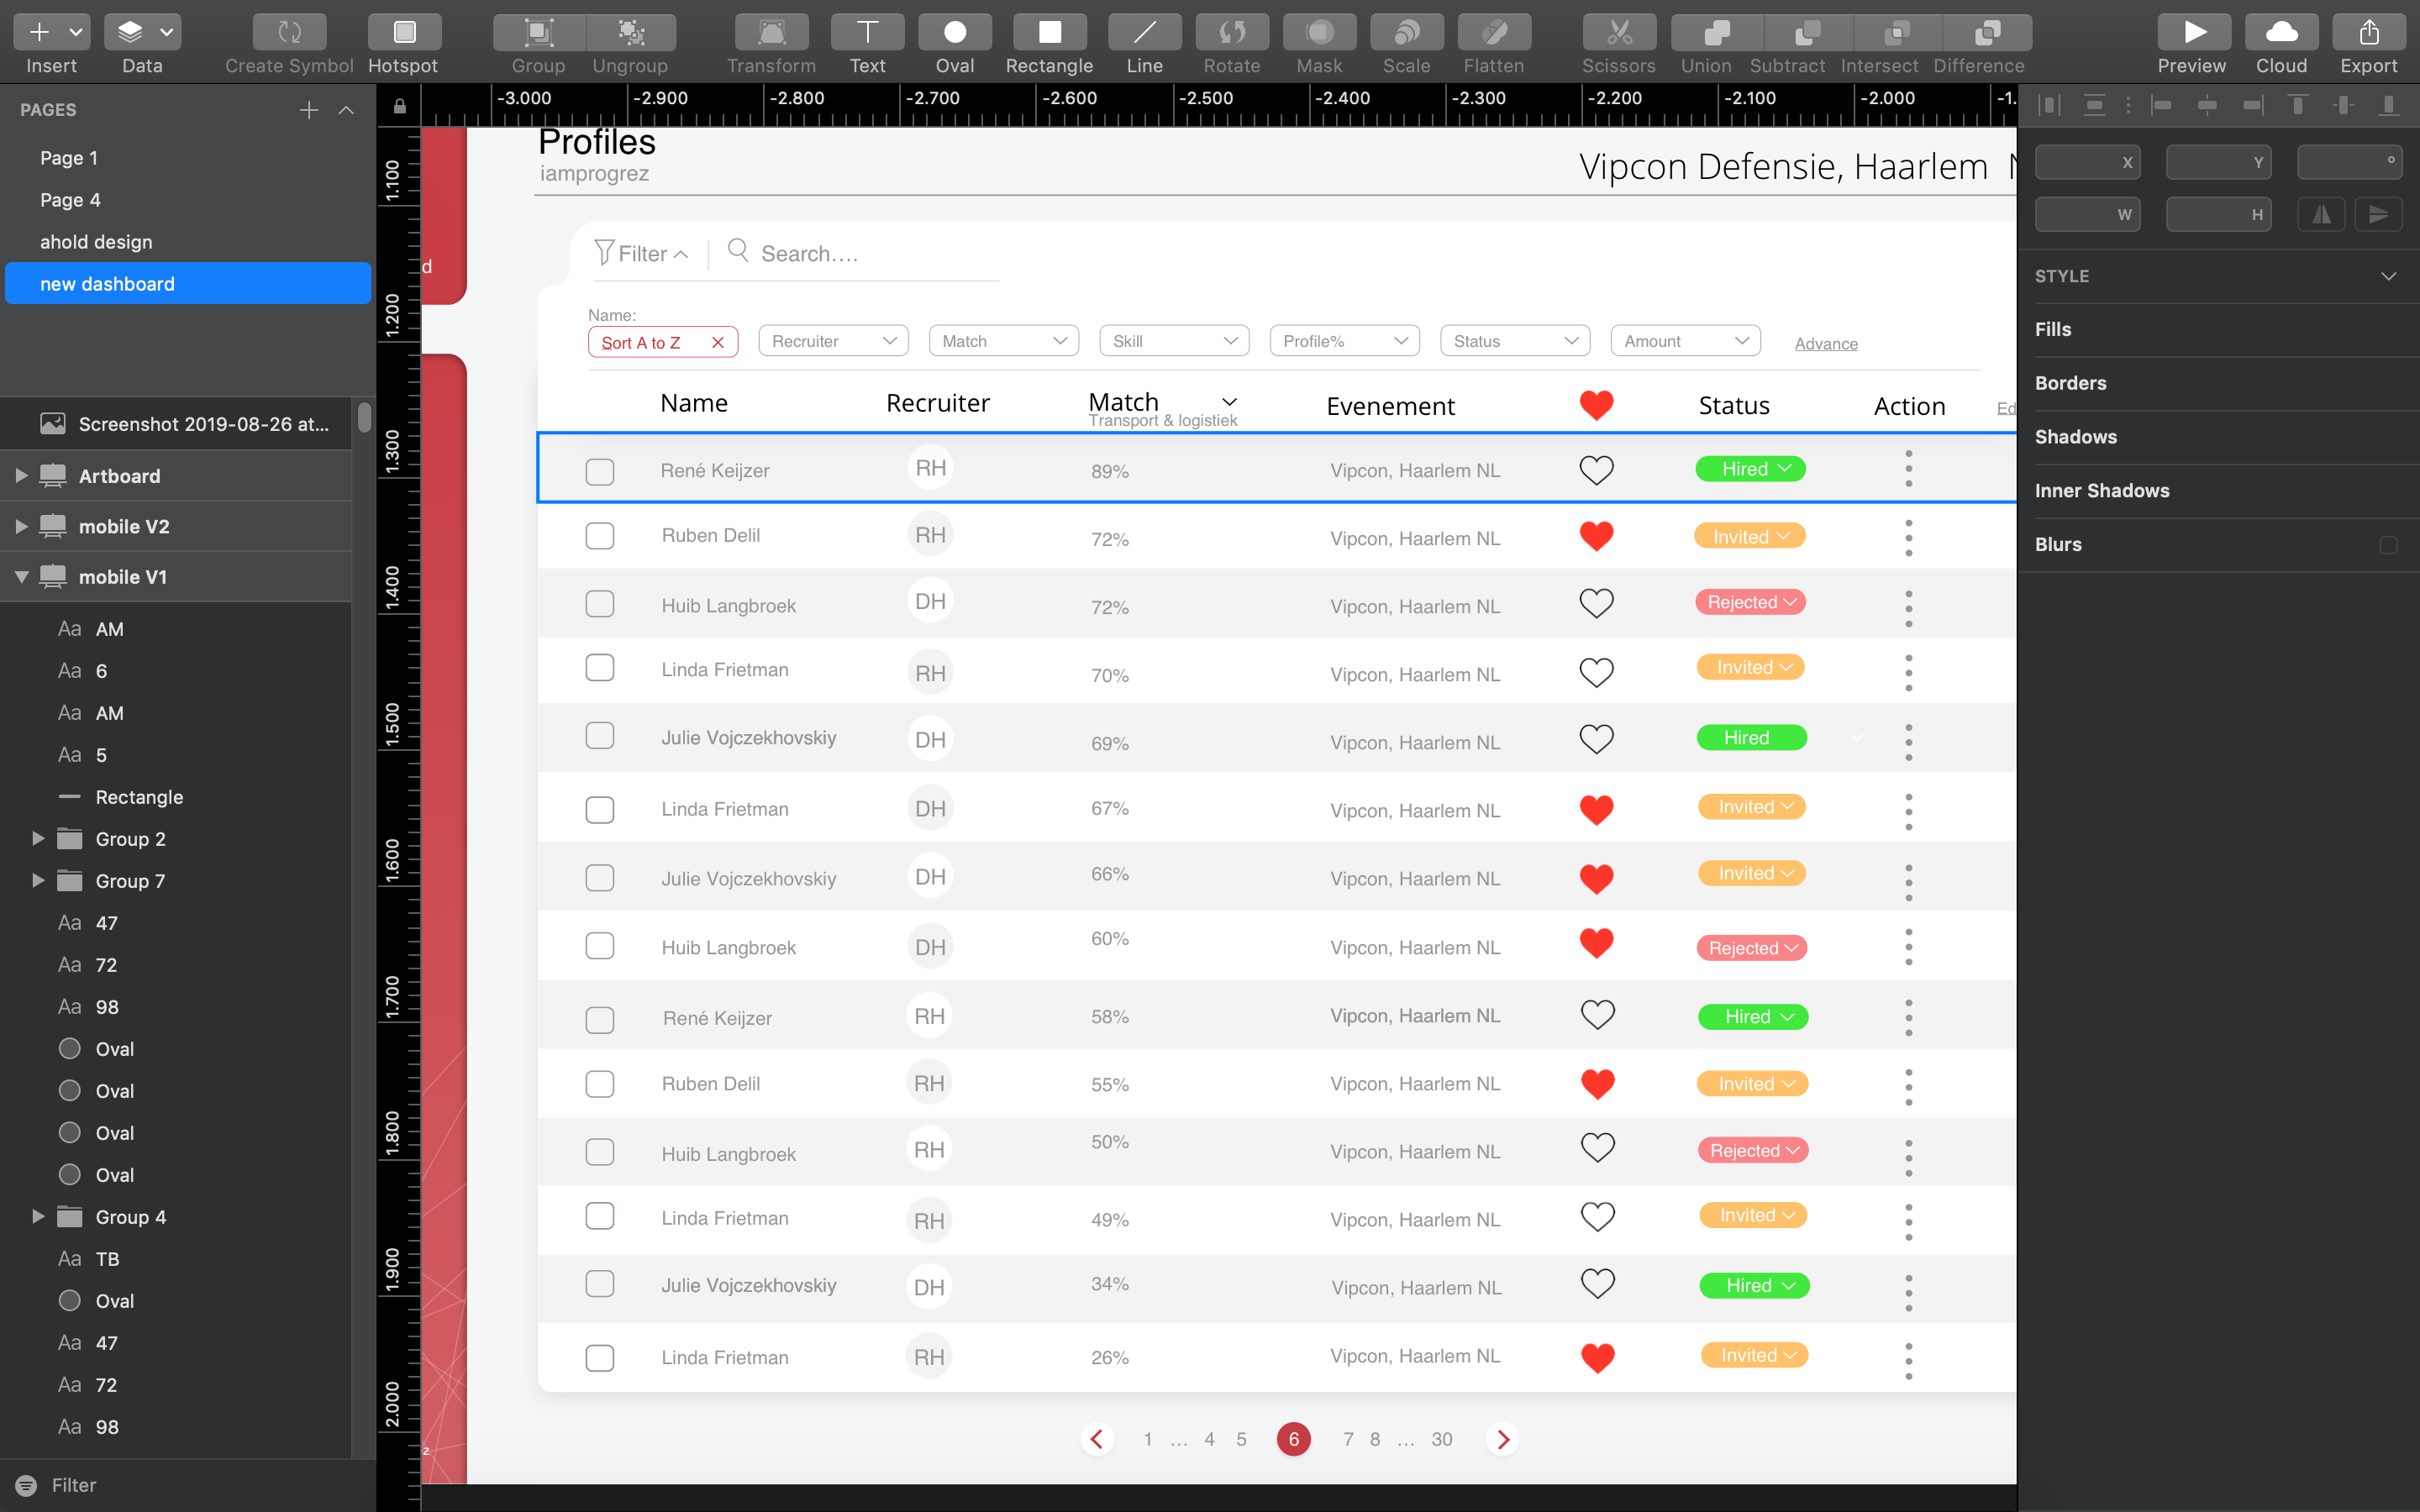 Insert Data Create Symbol Hotspot Group Ungroup Transform Text Oval Rectangle Line Rotate Mask Scale Flatten Scissors Union Subtract Intersect Difference Preview Cloud Export
PAGES
Page 1
Page 4
ahold design
new dashboard
Screenshot 2019-08-26 at...
Artboard
mobile V2
mobile V1
Aa AM
Aa 6
Aa AM
Aa 5
Rectangle
Group 2
Group 7
Aa 47
Aa 72
Aa 98
Oval
Oval
Oval
Oval
Group 4
Aa TB
Oval
Aa 47
Aa 72
Aa 98
Filter
-3.000 -2.900 -2.800 -2.700 -2.600 -2.500 -2.400 -2.300 -2.200 -2.100 -2.000 -1.
1.100
1.200
1.300
1.400
1.500
1.600
1.700
1.800
1.900
2.000
d
z
Profiles
iamprogrez
Vipcon Defensie, Haarlem N
Filter Search....
Name:
Sort A to Z Recruiter Match Skill Profile% Status Amount Advance
Name Recruiter Match Evenement Status Action Ed
Transport & logistiek
René Keijzer RH 89% Vipcon, Haarlem NL Hired
Ruben Delil RH 72% Vipcon, Haarlem NL Invited
Huib Langbroek DH 72% Vipcon, Haarlem NL Rejected
Linda Frietman RH 70% Vipcon, Haarlem NL Invited
Julie Vojczekhovskiy DH 69% Vipcon, Haarlem NL Hired
Linda Frietman DH 67% Vipcon, Haarlem NL Invited
Julie Vojczekhovskiy DH 66% Vipcon, Haarlem NL Invited
Huib Langbroek DH 60% Vipcon, Haarlem NL Rejected
René Keijzer RH 58% Vipcon, Haarlem NL Hired
Ruben Delil RH 55% Vipcon, Haarlem NL Invited
Huib Langbroek RH 50% Vipcon, Haarlem NL Rejected
Linda Frietman RH 49% Vipcon, Haarlem NL Invited
Julie Vojczekhovskiy DH 34% Vipcon, Haarlem NL Hired
Linda Frietman RH 26% Vipcon, Haarlem NL Invited
1 ... 4 5 6 7 8 ... 30
X Y °
W H
STYLE
Fills
Borders
Shadows
Inner Shadows
Blurs